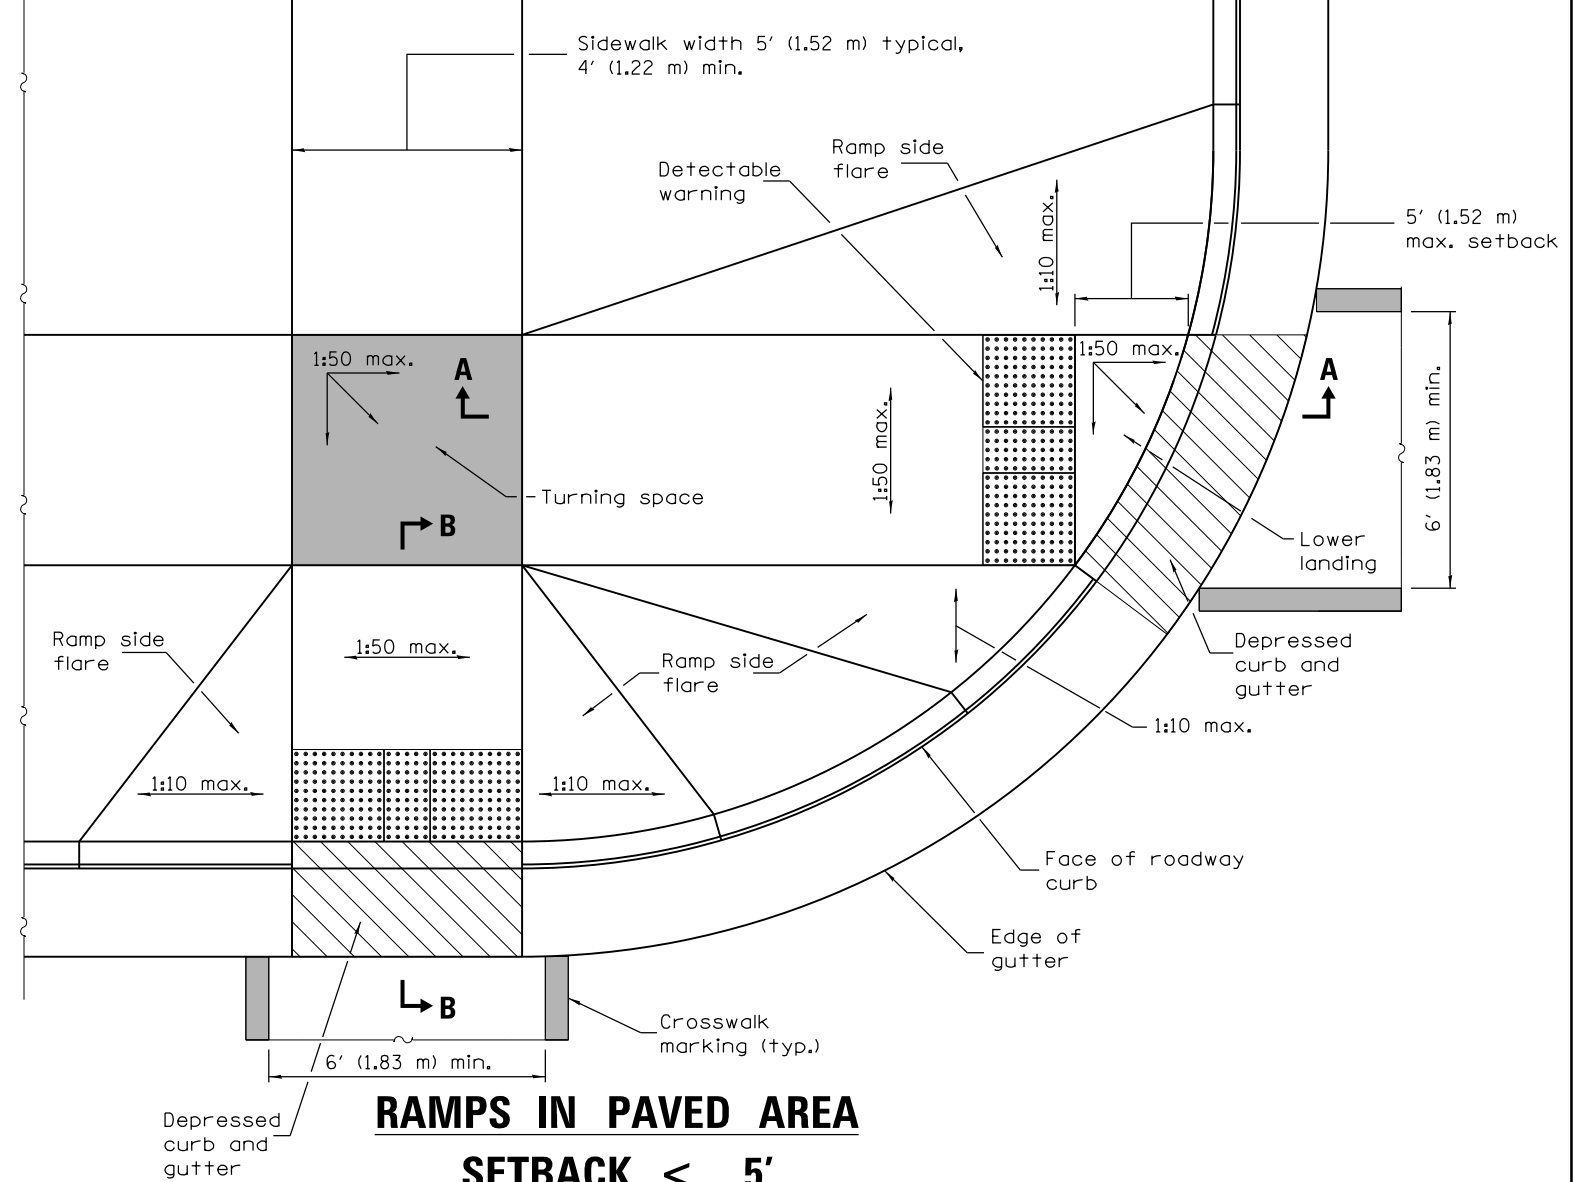 Sidewalk width 5' (1.52 m) typical,
4' (1.22 m) min.
Ramp side
flare
Detectable
warning
1:10 max.
5' (1.52 m)
max. setback
1:50 max.
A
1:50 max.
A
1:50 max.
6' (1.83 m) min.
Turning space
B
Lower
landing
Ramp side
flare
1:50 max.
Ramp side
flare
Depressed
curb and
gutter
1:10 max.
1:10 max.
1:10 max.
Face of roadway
curb
Edge of
gutter
B
Crosswalk
marking (typ.)
6' (1.83 m) min.
Depressed
curb and
gutter
RAMPS IN PAVED AREA
SETBACK < 5'